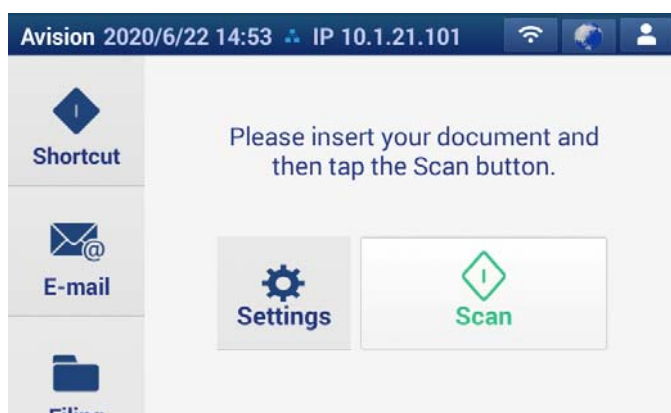 Avision 2020/6/22 14:53 IP 10.1.21.101
Shortcut
Please insert your document and
then tap the Scan button.
E-mail
Settings
Scan
Filing